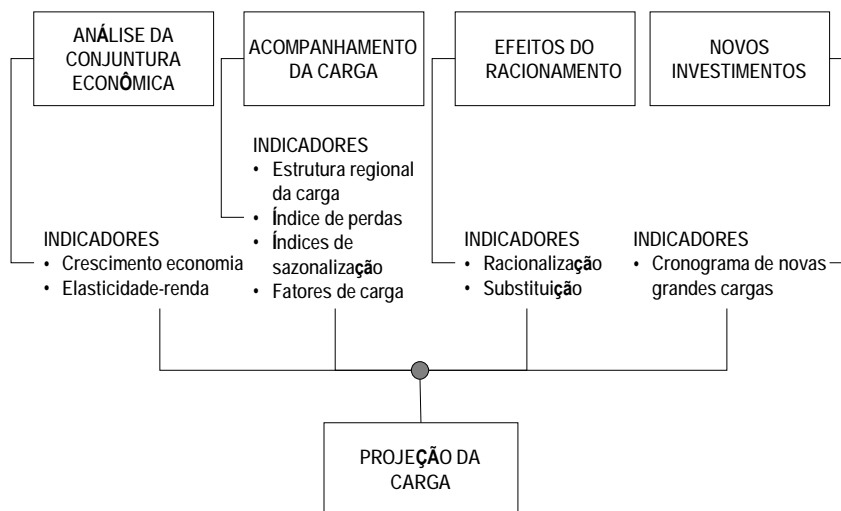 ANÁLISE DA
CONJUNTURA
ECONÔMICA
ACOMPANHAMENTO
DA CARGA
EFEITOS DO
RACIONAMENTO
NOVOS
INVESTIMENTOS
INDICADORES
• Crescimento economia
• Elasticidade-renda
INDICADORES
• Estrutura regional
da carga
• Índice de perdas
• Índices de
sazonalização
• Fatores de carga
INDICADORES
• Racionalização
• Substituição
INDICADORES
• Cronograma de novas
grandes cargas
PROJEÇÃO DA
CARGA